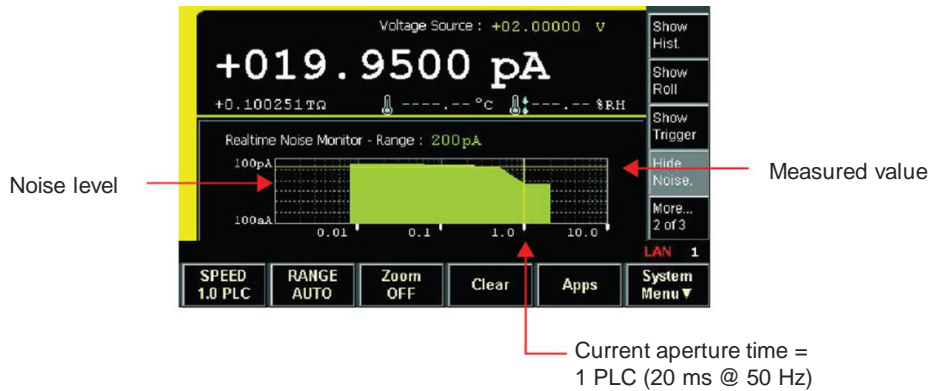 Voltage Source : +02.00000 V
+019.9500 pA
+0.100251TΩ ----.-- °C ----.-- %RH
Show Hist.
Show Roll
Show Trigger
Hide Noise.
More... 2 of 3
Realtime Noise Monitor - Range : 200pA
100pA
100aA
0.01 0.1 1.0 10.0
LAN 1
SPEED 1.0 PLC
RANGE AUTO
Zoom OFF
Clear
Apps
System Menu▼
Noise level
Measured value
Current aperture time =
1 PLC (20 ms @ 50 Hz)